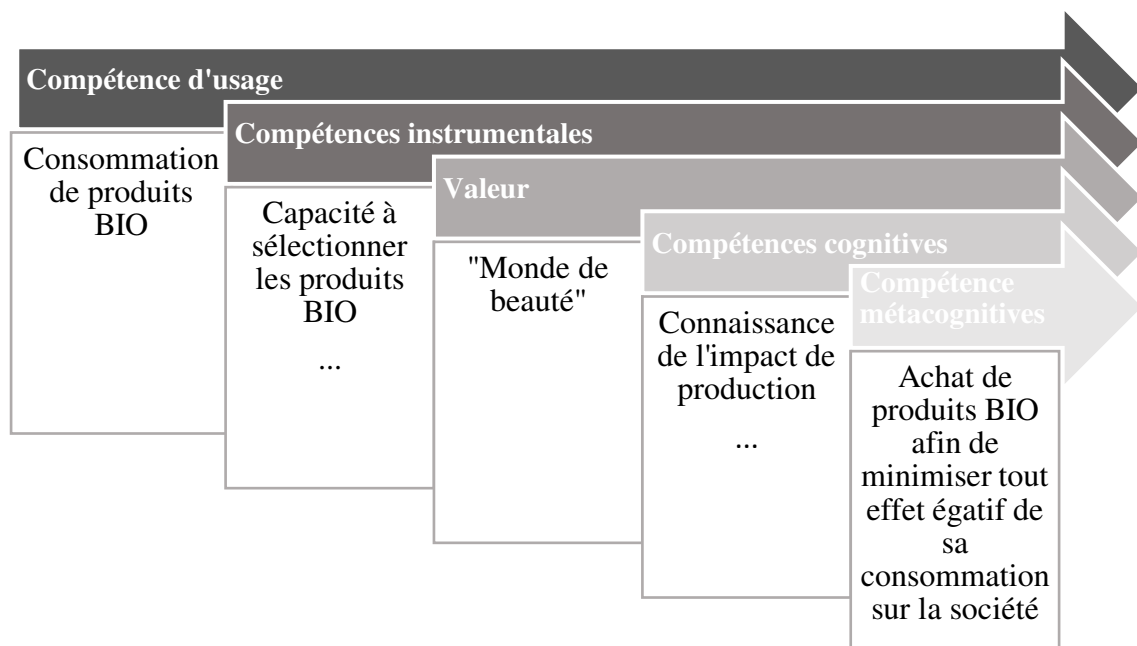 Compétence d'usage
Consommation
de produits
BIO
Compétences instrumentales
Capacité à
sélectionner
les produits
BIO
...
Valeur
"Monde de
beauté"
Compétences cognitives
Connaissance
de l'impact de
production
...
Compétence
métacognitives
Achat de
produits BIO
afin de
minimiser tout
effet égatif de
sa
consommation
sur la société